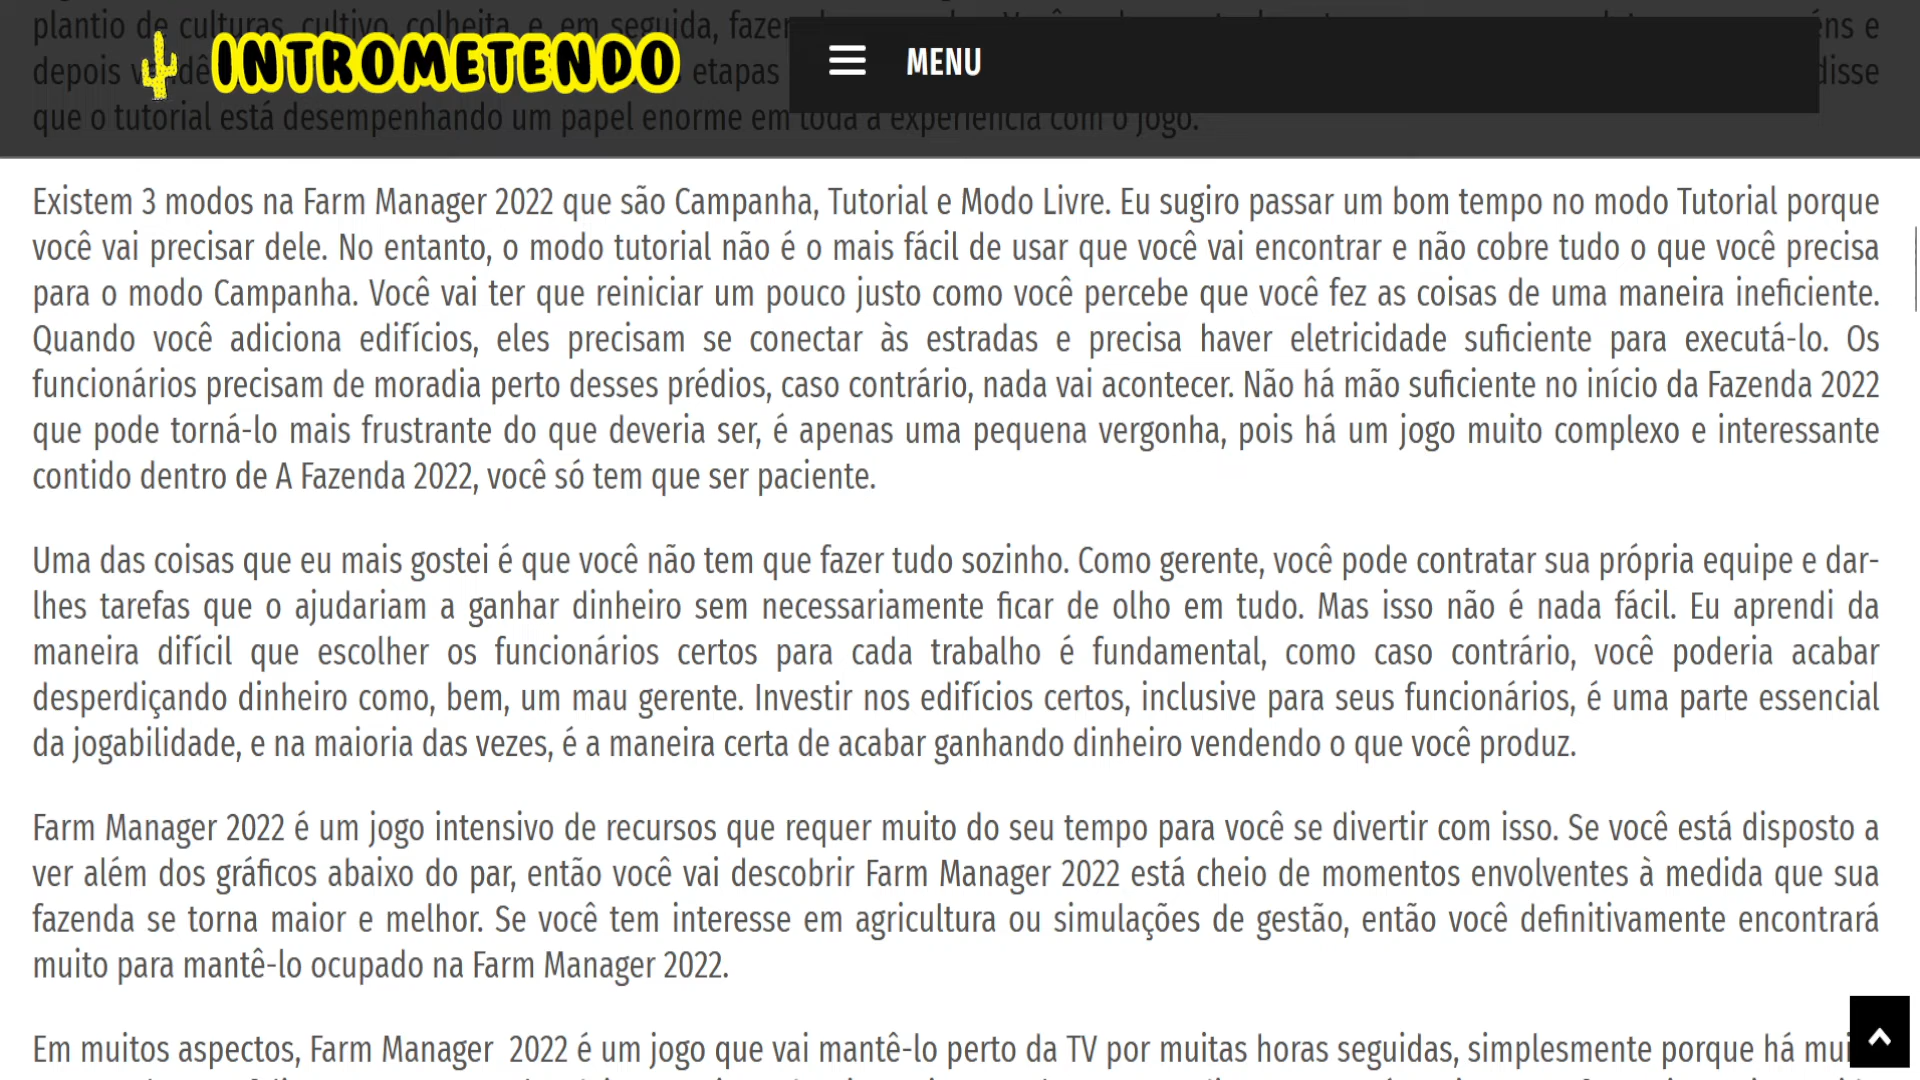 plantio de culturas, cultivo, colheita e, em seguida, fazer
INTROMETENDO
MENU
ns e
depois
etapas
disse
que o tutorial está desempenhando um papel enorme em toda a experiência com o jogo.
Existem 3 modos na Farm Manager 2022 que são Campanha, Tutorial e Modo Livre. Eu sugiro passar um bom tempo no modo Tutorial porque
você vai precisar dele. No entanto, o modo tutorial não é o mais fácil de usar que você vai encontrar e não cobre tudo o que você precisa
para o modo Campanha. Você vai ter que reiniciar um pouco justo como você percebe que você fez as coisas de uma maneira ineficiente.
Quando você adiciona edifícios, eles precisam se conectar às estradas e precisa haver eletricidade suficiente para executá-lo. Os
funcionários precisam de moradia perto desses prédios, caso contrário, nada vai acontecer. Não há mão suficiente no início da Fazenda 2022
que pode torná-lo mais frustrante do que deveria ser, é apenas uma pequena vergonha, pois há um jogo muito complexo e interessante
contido dentro de A Fazenda 2022, você só tem que ser paciente.
Uma das coisas que eu mais gostei é que você não tem que fazer tudo sozinho. Como gerente, você pode contratar sua própria equipe e dar-
lhes tarefas que o ajudariam a ganhar dinheiro sem necessariamente ficar de olho em tudo. Mas isso não é nada fácil. Eu aprendi da
maneira difícil que escolher os funcionários certos para cada trabalho é fundamental, como caso contrário, você poderia acabar
desperdiçando dinheiro como, bem, um mau gerente. Investir nos edifícios certos, inclusive para seus funcionários, é uma parte essencial
da jogabilidade, e na maioria das vezes, é a maneira certa de acabar ganhando dinheiro vendendo o que você produz.
Farm Manager 2022 é um jogo intensivo de recursos que requer muito do seu tempo para você se divertir com isso. Se você está disposto a
ver além dos gráficos abaixo do par, então você vai descobrir Farm Manager 2022 está cheio de momentos envolventes à medida que sua
fazenda se torna maior e melhor. Se você tem interesse em agricultura ou simulações de gestão, então você definitivamente encontrará
muito para mantê-lo ocupado na Farm Manager 2022.
Em muitos aspectos, Farm Manager 2022 é um jogo que vai mantê-lo perto da TV por muitas horas seguidas, simplesmente porque há mui